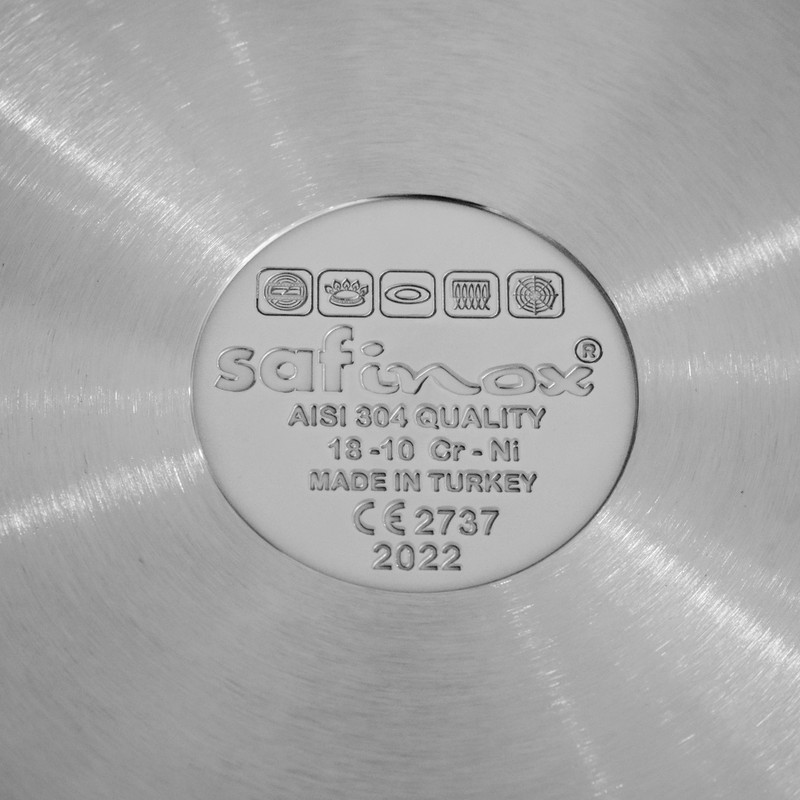 safinox®
AISI 304 QUALITY
18-10 Cr-Ni
MADE IN TURKEY
CE 2737
2022